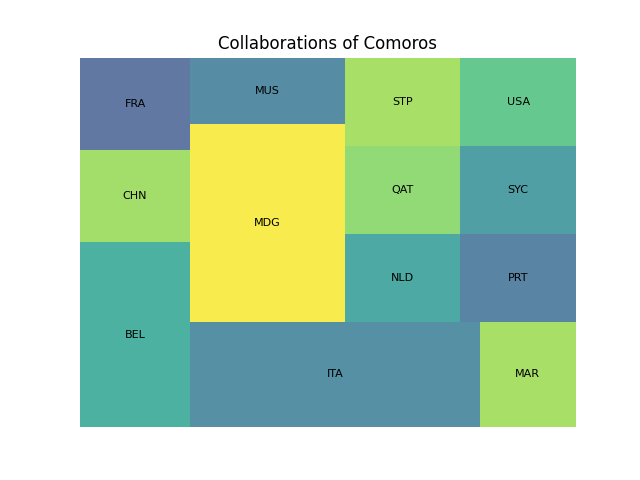 Collaborations of Comoros
FRA
MUS
STP
USA
CHN
MDG
QAT
SYC
BEL
NLD
PRT
ITA
MAR